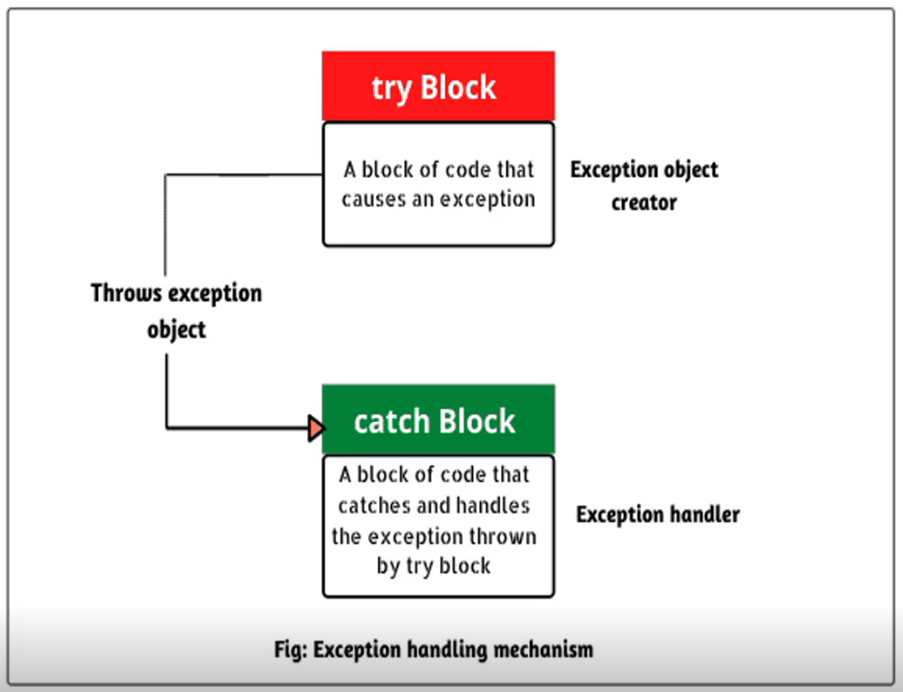 try Block
A block of code that
causes an exception
Exception object
creator
Throws exception
object
catch Block
A block of code that
catches and handles
the exception thrown
by try block
Exception handler
Fig: Exception handling mechanism